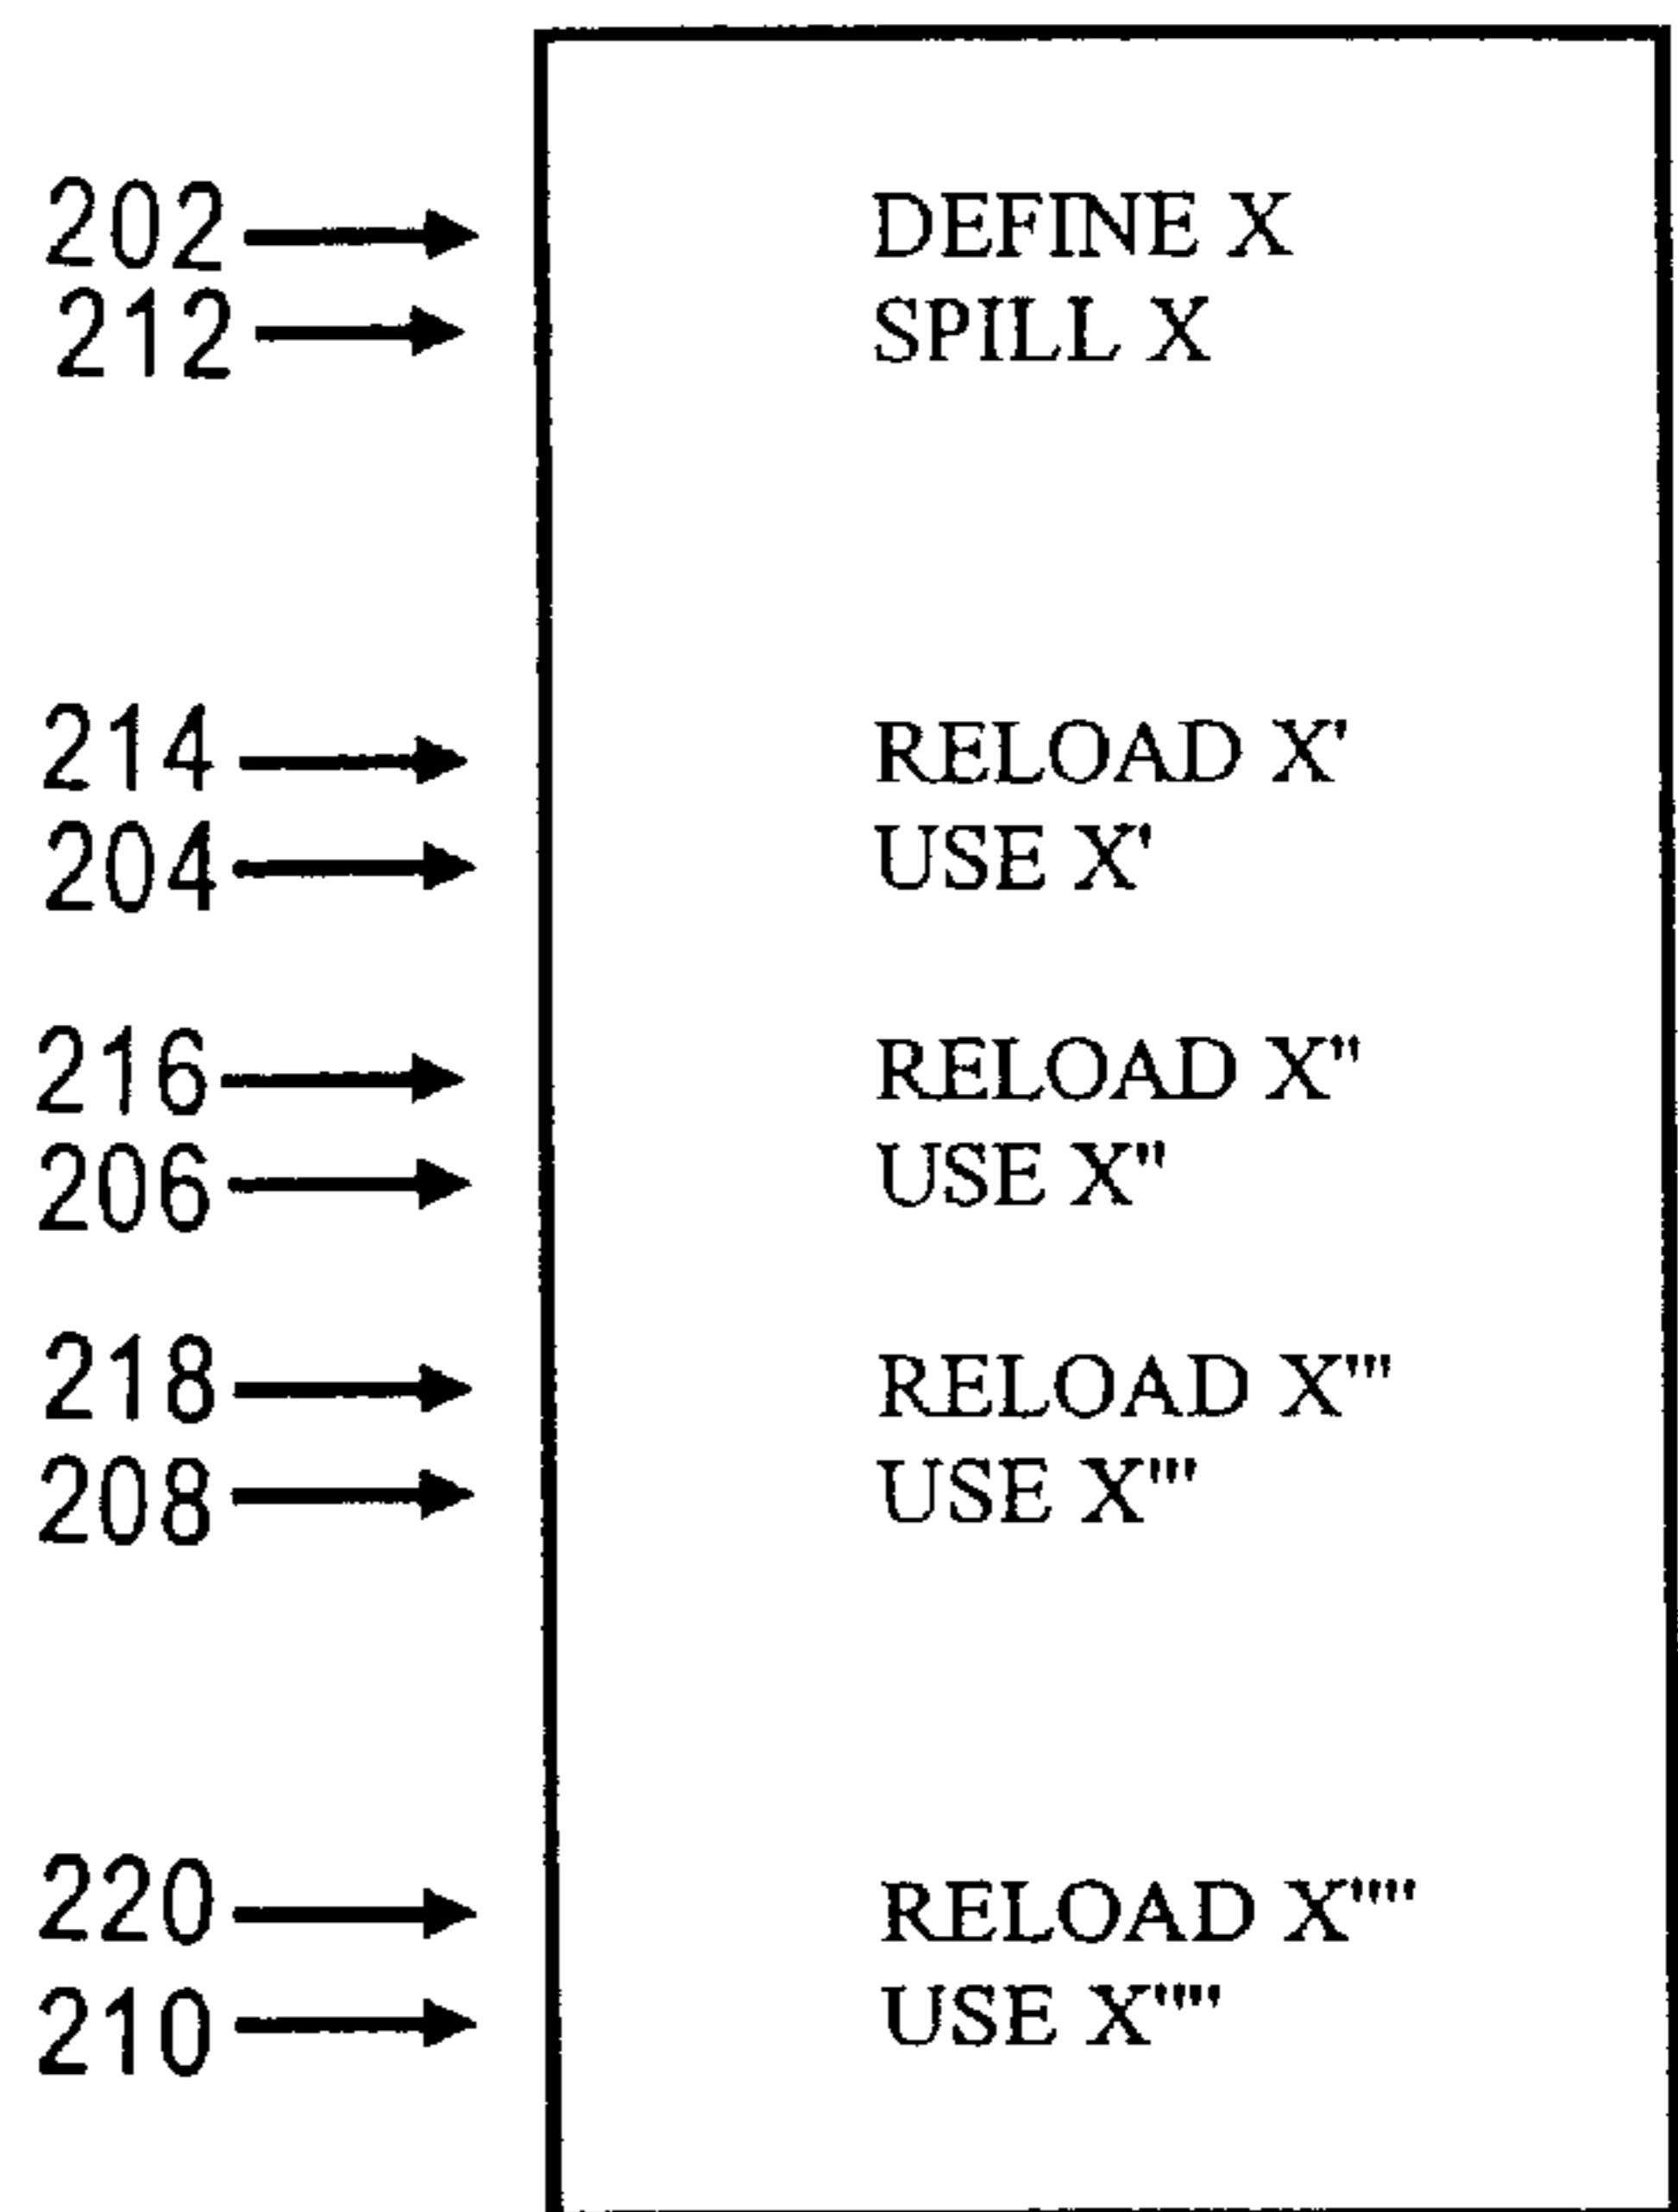 202 DEFINE X
212 SPILL X
214 RELOAD X'
204 USE X'
216 RELOAD X"
206 USE X"
218 RELOAD X'''
208 USE X'''
220 RELOAD X''''
210 USE X''''